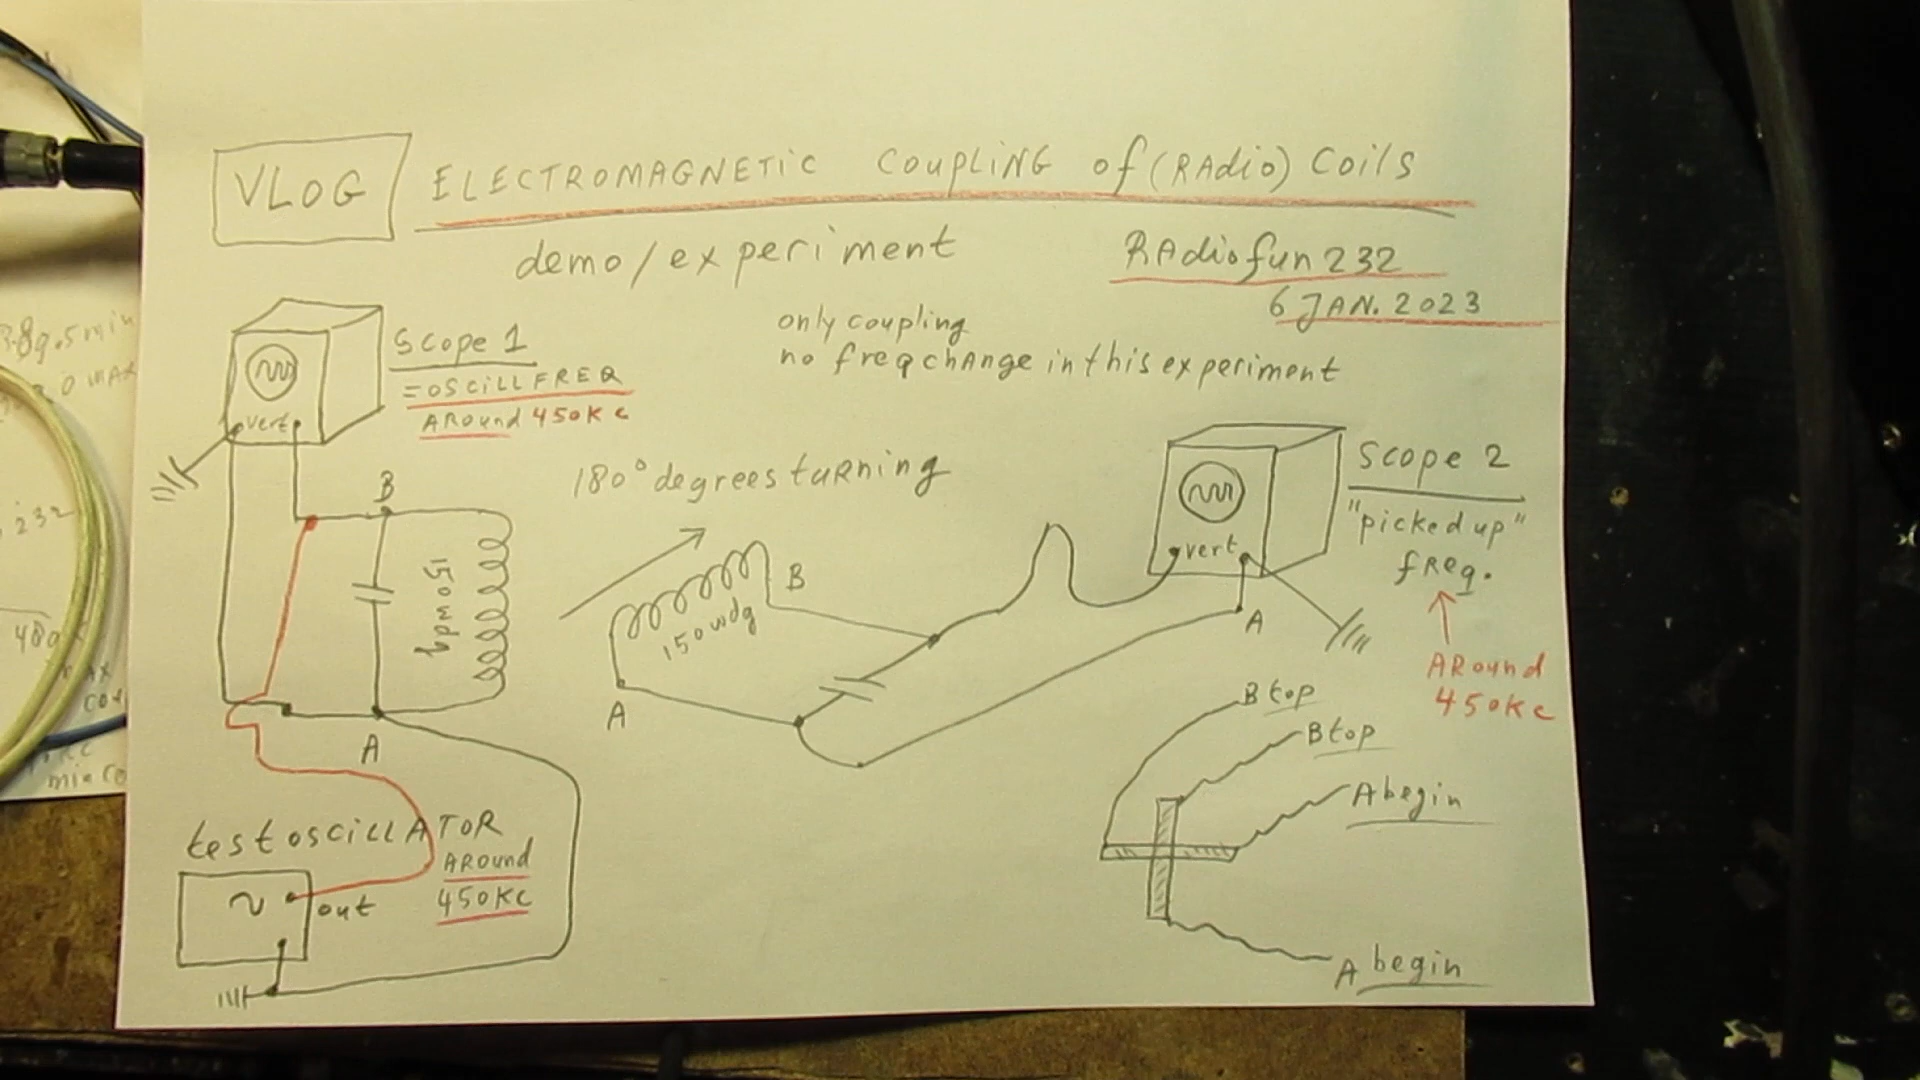 VLOG ELECTROMAGNETIC COUPLING of (RAdio) COILS
demo/experiment
RAdiofun232
6 JAN. 2023
only coupling
no freqchange in this experiment
Scope 1
=OSCILLFREQ
AROUND 450KC
vert
180° degrees turning
B
150wdg
A
B
150wdg
A
Scope 2
"picked up"
freq.
vert
A
AROUND
450KC
testoscillATOR
AROUND
450KC
out
B top
B top
A begin
A begin
232